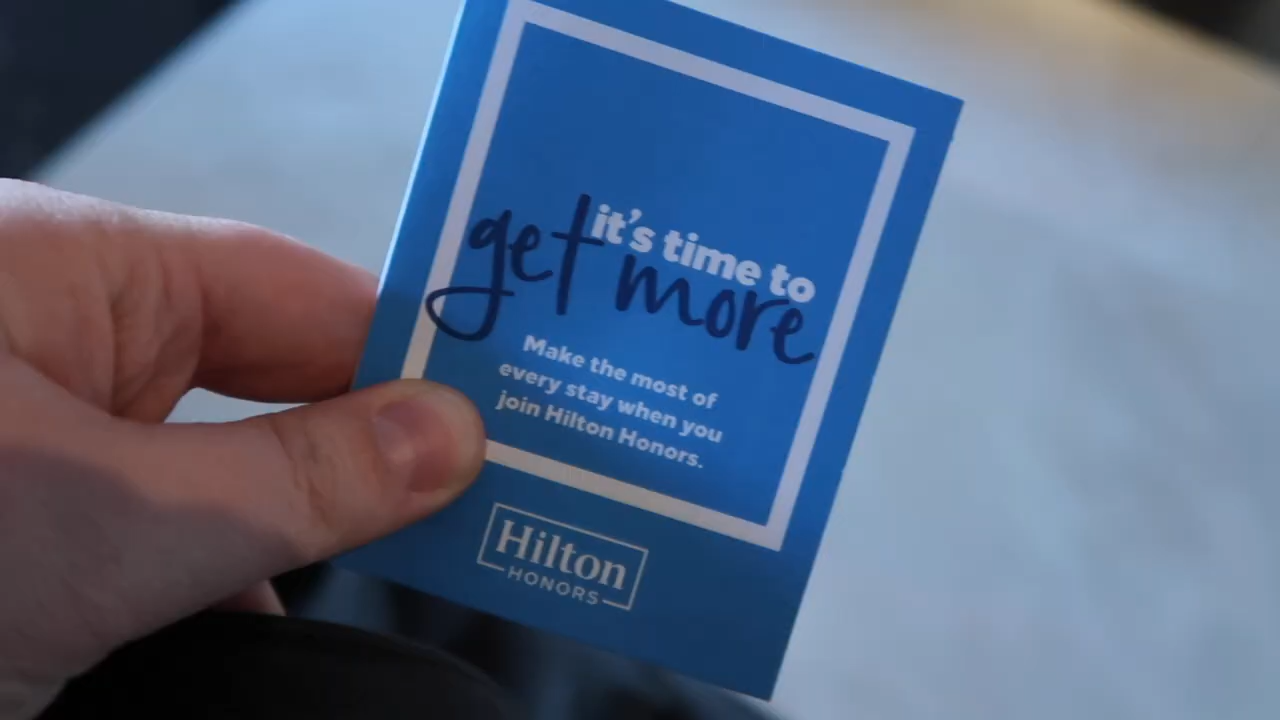 it's time to
get more
Make the most of
every stay when you
join Hilton Honors.
Hilton
HONORS